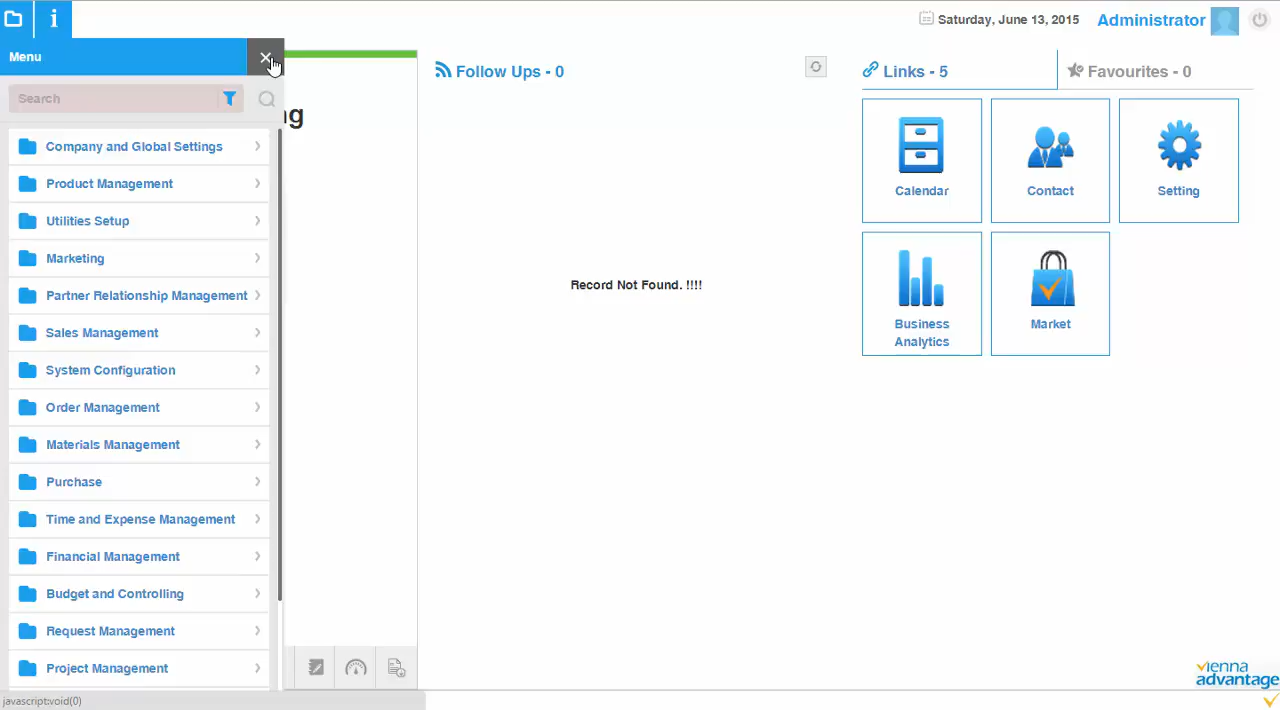 i
Saturday, June 13, 2015
Administrator
Menu
Search
ng
Follow Ups - 0
Links - 5
Favourites - 0
Company and Global Settings
Product Management
Utilities Setup
Marketing
Partner Relationship Management
Sales Management
System Configuration
Order Management
Materials Management
Purchase
Time and Expense Management
Financial Management
Budget and Controlling
Request Management
Project Management
Record Not Found. !!!!
Calendar
Contact
Setting
Business
Analytics
Market
javascript:void(0)
vienna
advantage